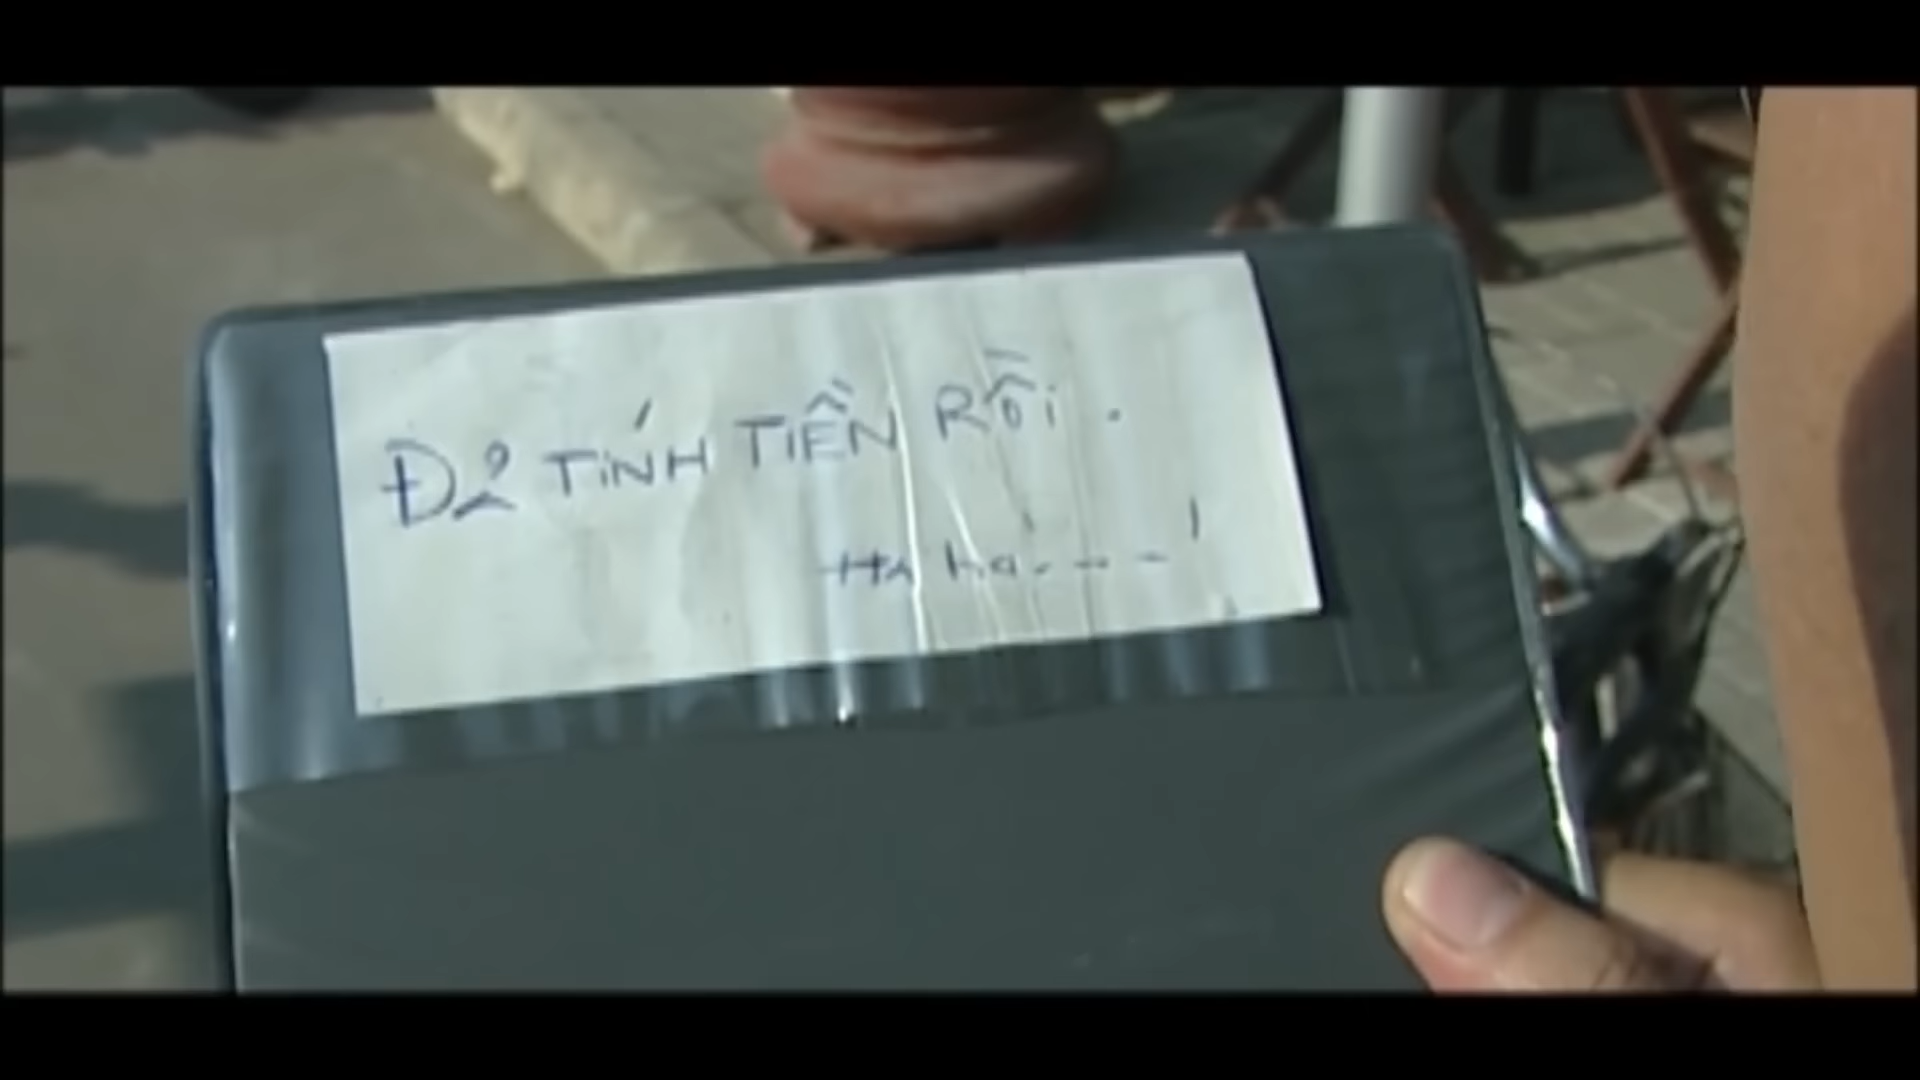 Đã TíNH TIỀN Rồi.
Ha ha. - - - !